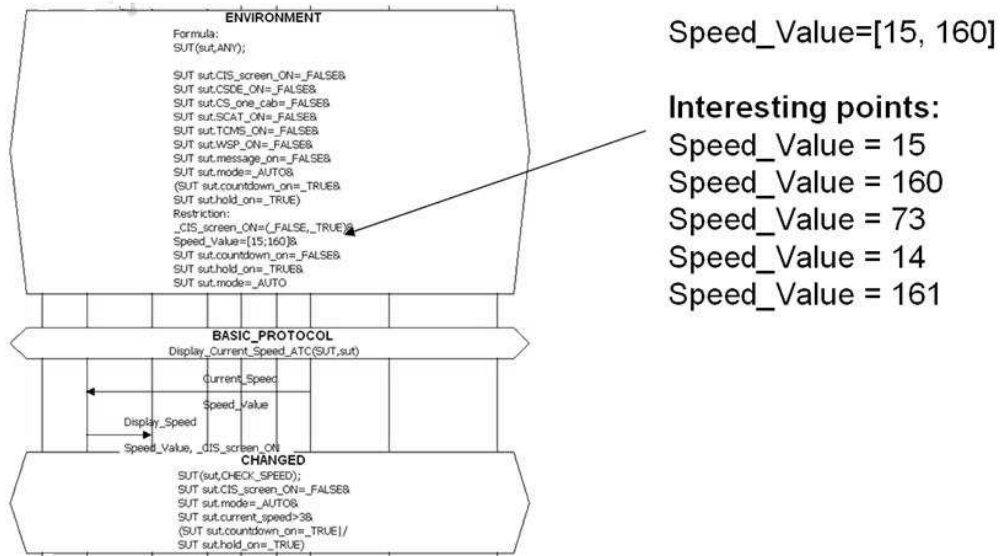 ENVIRONMENT
Formula:
SUT(sut,ANY);
SUT sut.CIS_screen_ON=_FALSE&
SUT sut.CSDE_ON=_FALSE&
SUT sut.CS_one_cab=_FALSE&
SUT sut.SCAT_ON=_FALSE&
SUT sut.TCMS_ON=_FALSE&
SUT sut.WSP_ON=_FALSE&
SUT sut.message_on=_FALSE&
SUT sut.mode=_AUTO&
(SUT sut.countdown_on=_TRUE&
SUT sut.hold_on=_TRUE)
Restriction:
_CIS_screen_ON=(_FALSE,_TRUE)&
Speed_Value=[15;160]&
SUT sut.countdown_on=_FALSE&
SUT sut.hold_on=_TRUE&
SUT sut.mode=_AUTO
BASIC_PROTOCOL
Display_Current_Speed_ATC(SUT,sut)
Current_Speed
Speed_Value
Display_Speed
Speed_Value, _CIS_screen_ON
CHANGED
SUT(sut,CHECK_SPEED);
SUT sut.CIS_screen_ON=_FALSE&
SUT sut.mode=_AUTO&
SUT sut.current_speed>3&
(SUT sut.countdown_on=_TRUE|/
SUT sut.hold_on=_TRUE)
Speed_Value=[15, 160]
Interesting points:
Speed_Value = 15
Speed_Value = 160
Speed_Value = 73
Speed_Value = 14
Speed_Value = 161